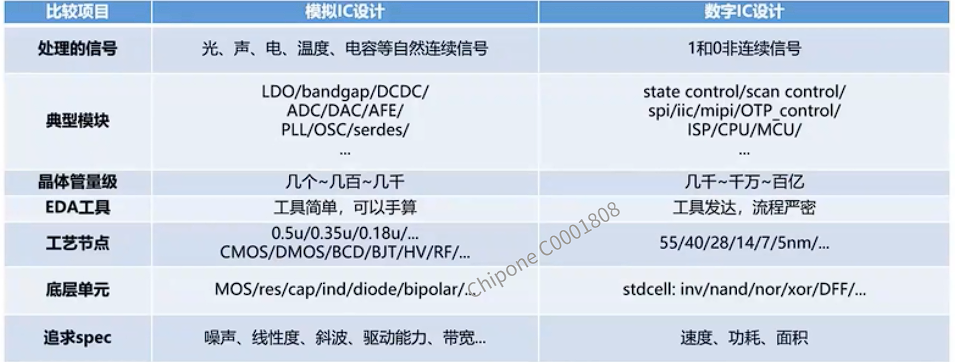 比较项目 模拟IC设计 数字IC设计
处理的信号 光、声、电、温度、电容等自然连续信号 1和0非连续信号
典型模块
LDO/bandgap/DCDC/
ADC/DAC/AFE/
PLL/OSC/serdes/
...
state control/scan control/
spi/iic/mipi/OTP_control/
ISP/CPU/MCU/
...
晶体管量级 几个~几百~几千 几千~千万~百亿
EDA工具 工具简单，可以手算 工具发达，流程严密
工艺节点
0.5u/0.35u/0.18u/...
CMOS/DMOS/BCD/BJT/HV/RF/...
55/40/28/14/7/5nm/...
底层单元 MOS/res/cap/ind/diode/bipolar/... stdcell: inv/nand/nor/xor/DFF/...
追求spec 噪声、线性度、斜波、驱动能力、带宽... 速度、功耗、面积
Chipone C0001808